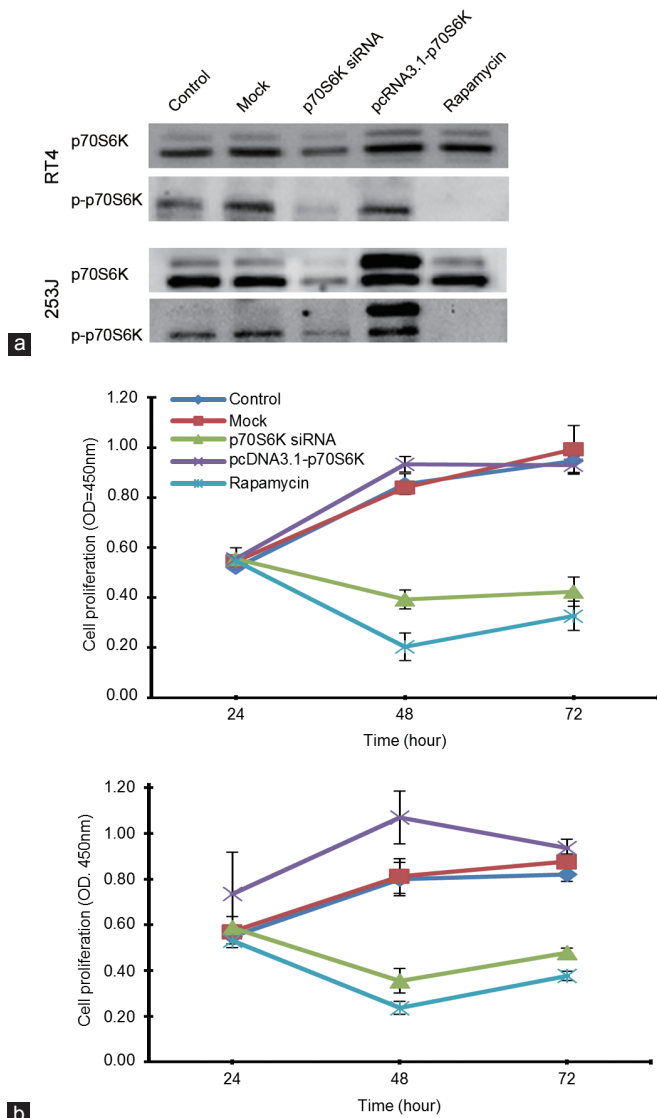 Control
Mock
p70S6K siRNA
pcRNA3.1-p70S6K
Rapamycin
RT4
p70S6K
p-p70S6K
253J
p70S6K
p-p70S6K
a
Cell proliferation (OD=450nm)
1.20
1.00
0.80
0.60
0.40
0.20
0.00
Control
Mock
p70S6K siRNA
pcDNA3.1-p70S6K
Rapamycin
24
48
72
Time (hour)
Cell proliferation (OD. 450nm)
1.20
1.00
0.80
0.60
0.40
0.20
0.00
24
48
72
Time (hour)
b